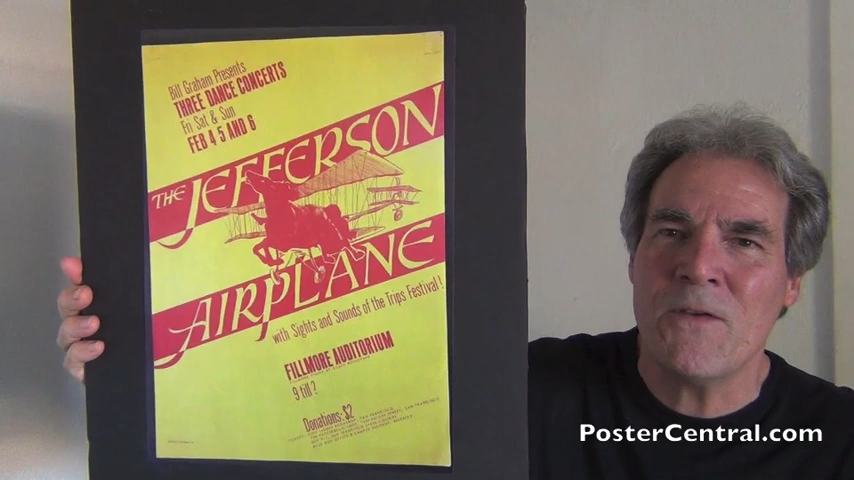 Bill Graham Presents
THREE DANCE CONCERTS
Fri Sat & Sun
FEB 4 5 AND 6
THE JEFFERSON
AIRPLANE
with Sights and Sounds of the Trips Festival!
FILLMORE AUDITORIUM
9 till?
Donations: $2
PosterCentral.com